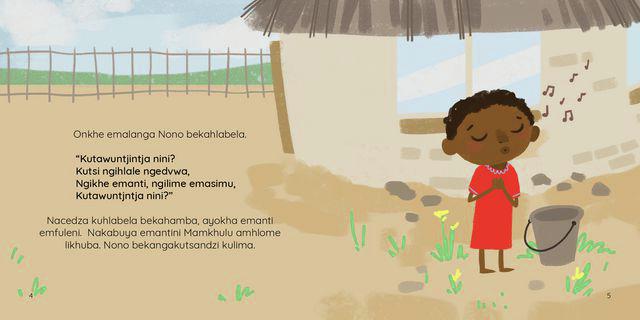 Onkhe emalanga Nono bekahlabela.
“Kutawuntjintja nini?
Kutsi ngihlale ngedvwa,
Ngikhe emanti, ngilime emasimu,
Kutawuntjntja nini?”
Nacedza kuhlabela bekahamba, ayokha emanti
emfuleni. Nakabuya emantini Mamkhulu amhlome
likhuba. Nono bekangakutsandzi kulima.
4
5